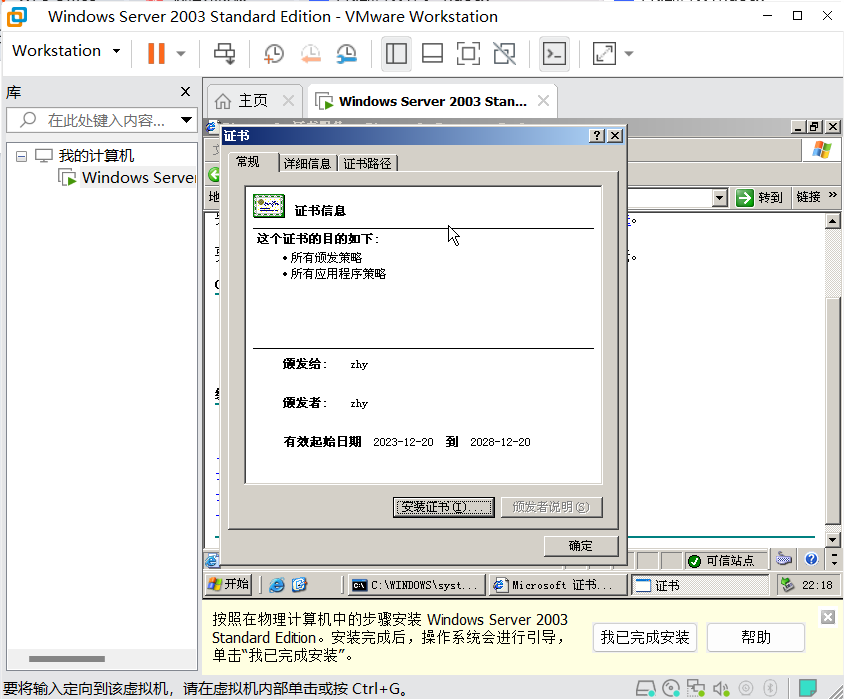 Windows Server 2003 Standard Edition - VMware Workstation
Workstation
库
在此处键入内容...
我的计算机
Windows Server
主页
Windows Server 2003 Stan...
证书
常规
详细信息
证书路径
转到
链接
证书信息
这个证书的目的如下:
•所有颁发策略
•所有应用程序策略
颁发给: zhy
颁发者: zhy
有效起始日期 2023-12-20 到 2028-12-20
安装证书(I)...
颁发者说明(S)
确定
可信站点
开始
C:\WINDOWS\syst...
Microsoft 证书...
证书
22:18
按照在物理计算机中的步骤安装 Windows Server 2003
Standard Edition。安装完成后，操作系统会进行引导，
单击“我已完成安装”。
我已完成安装
帮助
要将输入定向到该虚拟机，请在虚拟机内部单击或按 Ctrl+G。